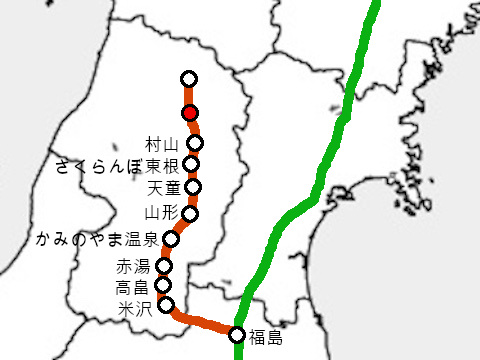 村山
さくらんぼ東根
天童
山形
かみのやま温泉
赤湯
高畠
米沢
福島